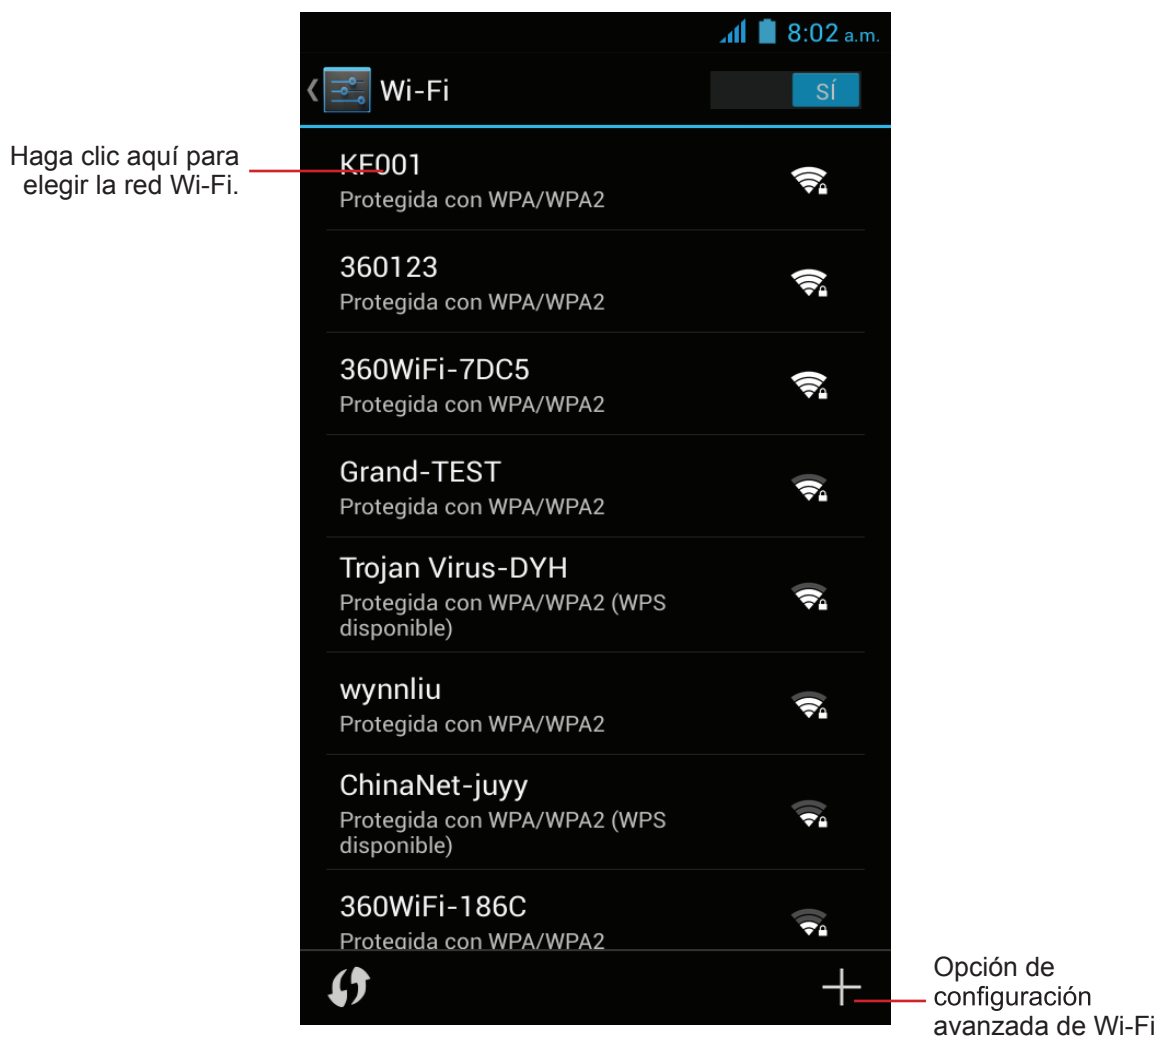 8:02 a.m.
Wi-Fi
SÍ
Haga clic aquí para
elegir la red Wi-Fi.
KF001
Protegida con WPA/WPA2
360123
Protegida con WPA/WPA2
360WiFi-7DC5
Protegida con WPA/WPA2
Grand-TEST
Protegida con WPA/WPA2
Trojan Virus-DYH
Protegida con WPA/WPA2 (WPS
disponible)
wynnliu
Protegida con WPA/WPA2
ChinaNet-juyy
Protegida con WPA/WPA2 (WPS
disponible)
360WiFi-186C
Protegida con WPA/WPA2
Opción de
configuración
avanzada de Wi-Fi